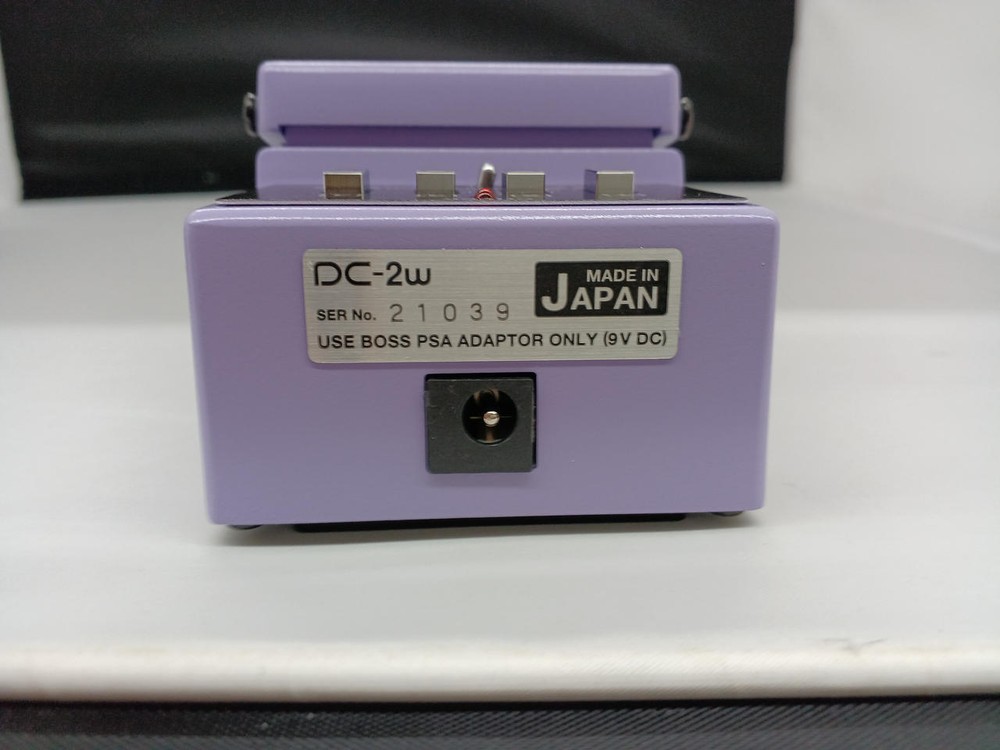 DC-2w
MADE IN
JAPAN
SER No. 21039
USE BOSS PSA ADAPTOR ONLY (9V DC)